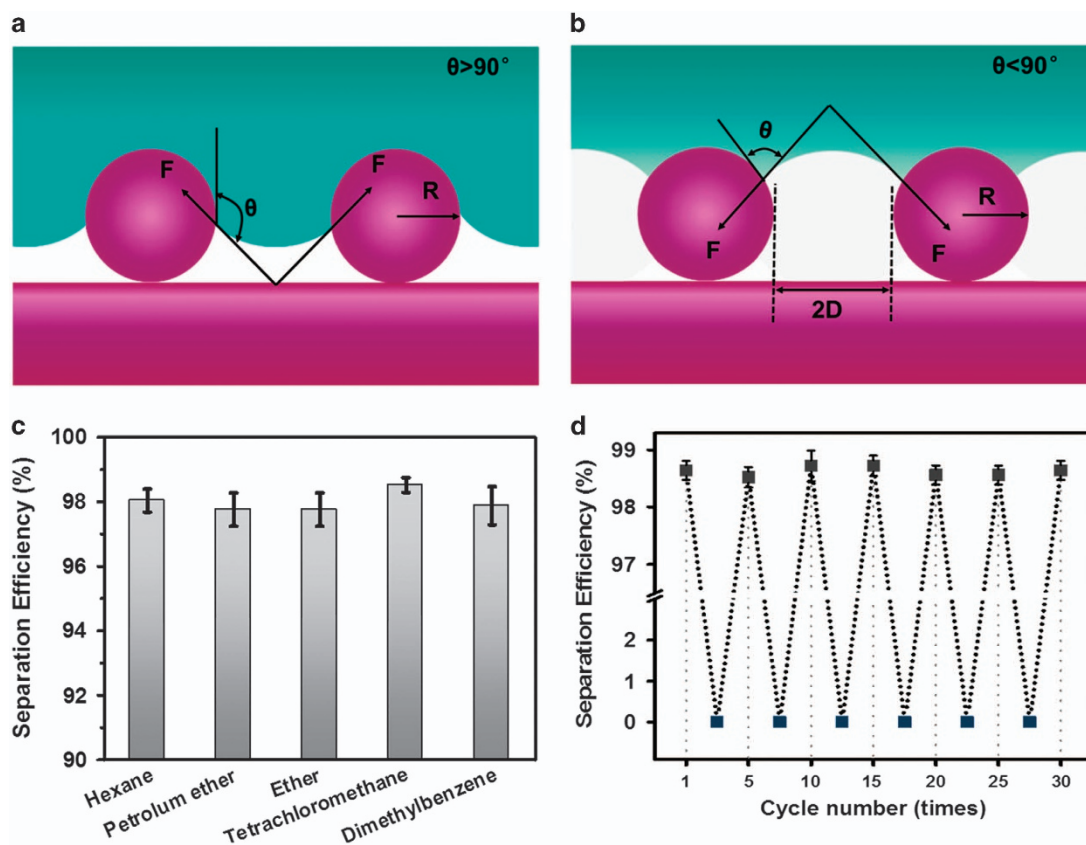 a
θ>90°
F
F
θ
R
b
θ<90°
θ
R
F
F
2D
c
Separation Efficiency (%)
100
98
96
94
92
90
Hexane
Petrolum ether
Ether
Tetrachloromethane
Dimethylbenzene
d
Separation Efficiency (%)
99
98
97
2
1
0
1 5 10 15 20 25 30
Cycle number (times)